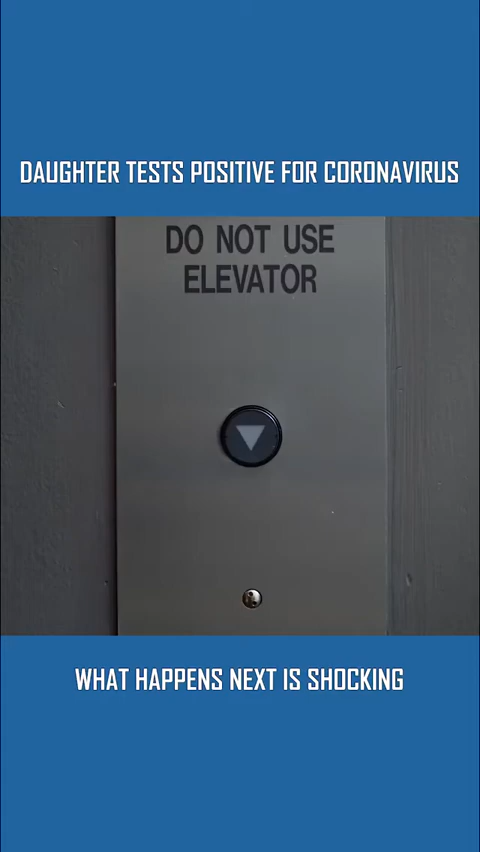 DAUGHTER TESTS POSITIVE FOR CORONAVIRUS
DO NOT USE
ELEVATOR
WHAT HAPPENS NEXT IS SHOCKING